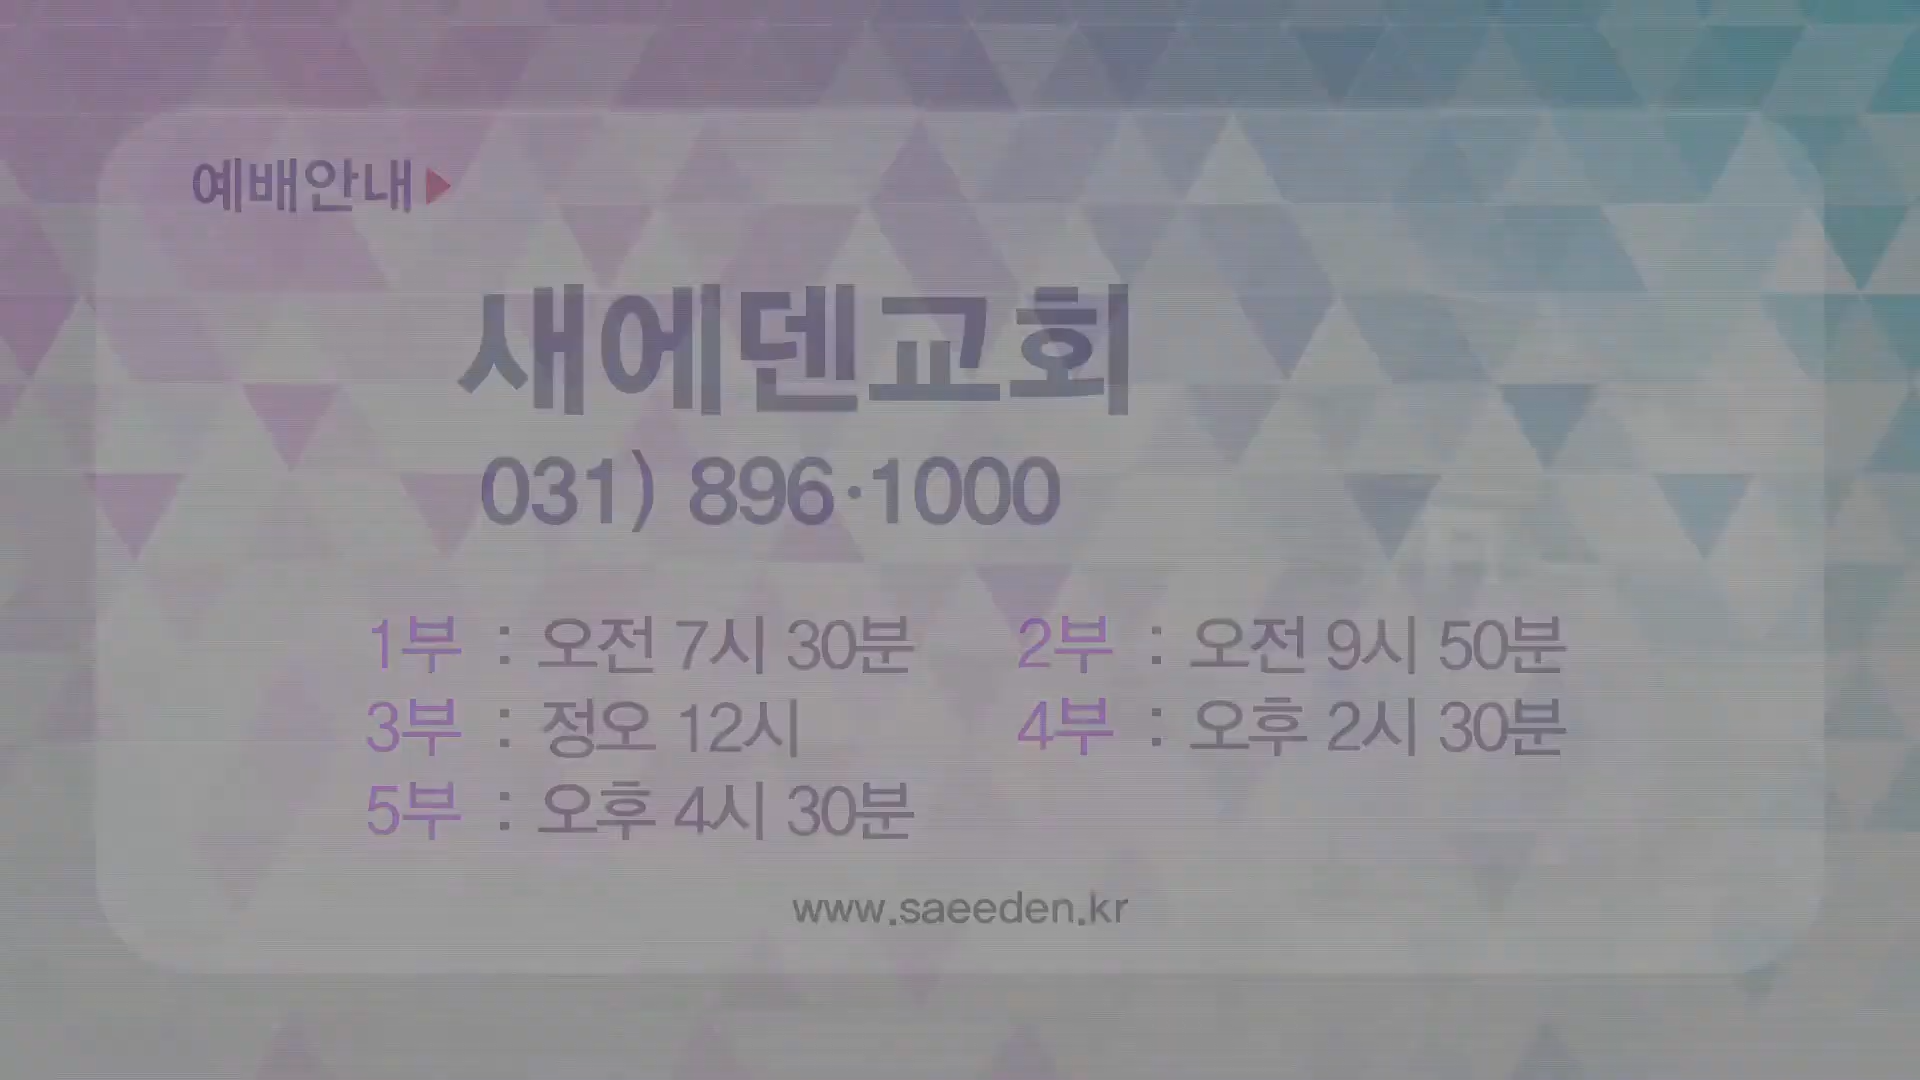 예배안내▶
새에덴교회
031) 896·1000
1부 : 오전 7시 30분
2부 : 오전 9시 50분
3부 : 정오 12시
4부 : 오후 2시 30분
5부 : 오후 4시 30분
www.saeeden.kr